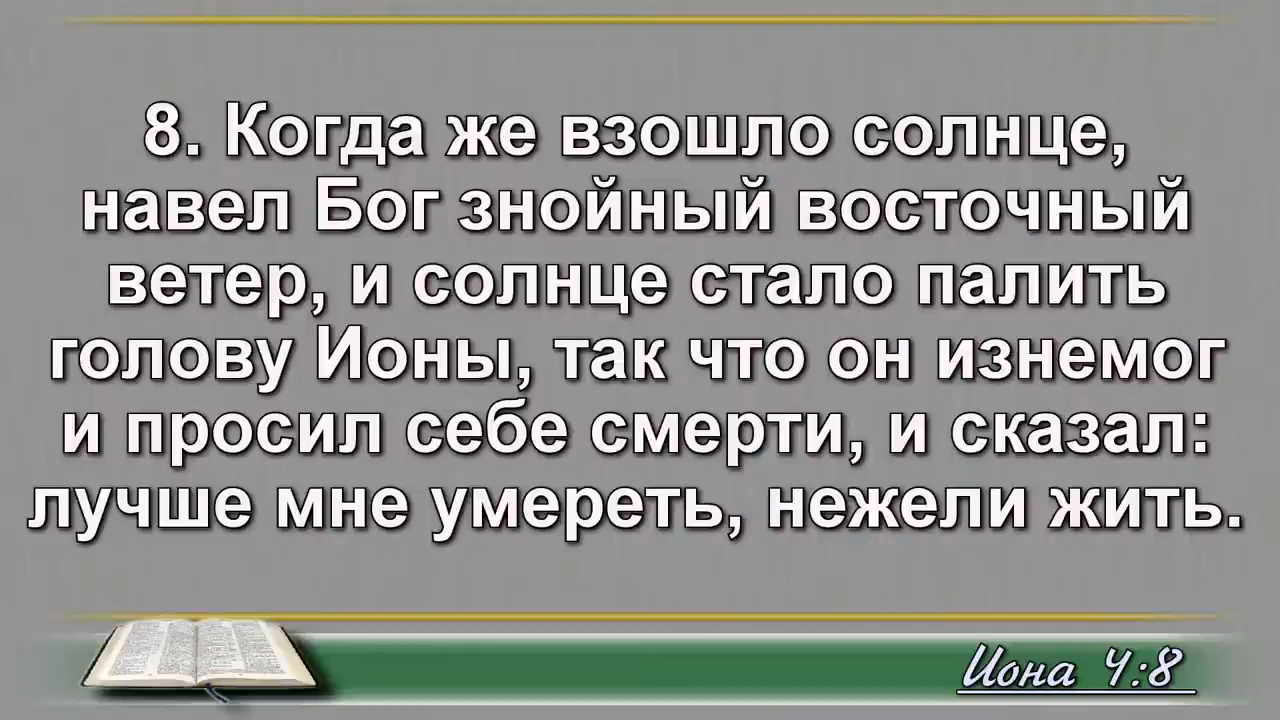 8. Когда же взошло солнце,
навел Бог знойный восточный
ветер, и солнце стало палить
голову Ионы, так что он изнемог
и просил себе смерти, и сказал:
лучше мне умереть, нежели жить.
Иона 4:8